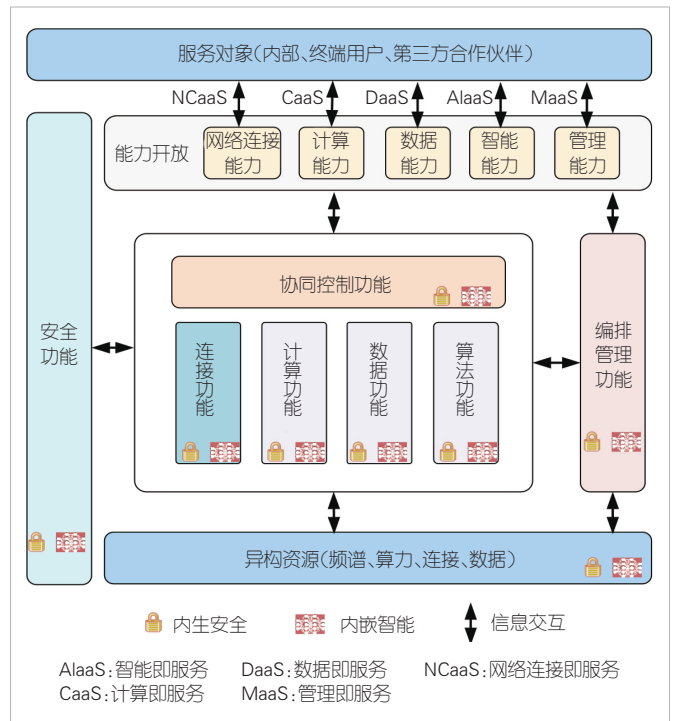 服务对象(内部、终端用户、第三方合作伙伴)
NCaaS
CaaS
DaaS
AIaaS
MaaS
能力开放
网络连接
能力
计算
能力
数据
能力
智能
能力
管理
能力
安全
功能
协同控制功能
连接功能
计算功能
数据功能
算法功能
编排
管理
功能
异构资源(频谱、算力、连接、数据)
内生安全
内嵌智能
信息交互
AIaaS:智能即服务 DaaS:数据即服务 NCaaS:网络连接即服务
CaaS:计算即服务 MaaS:管理即服务